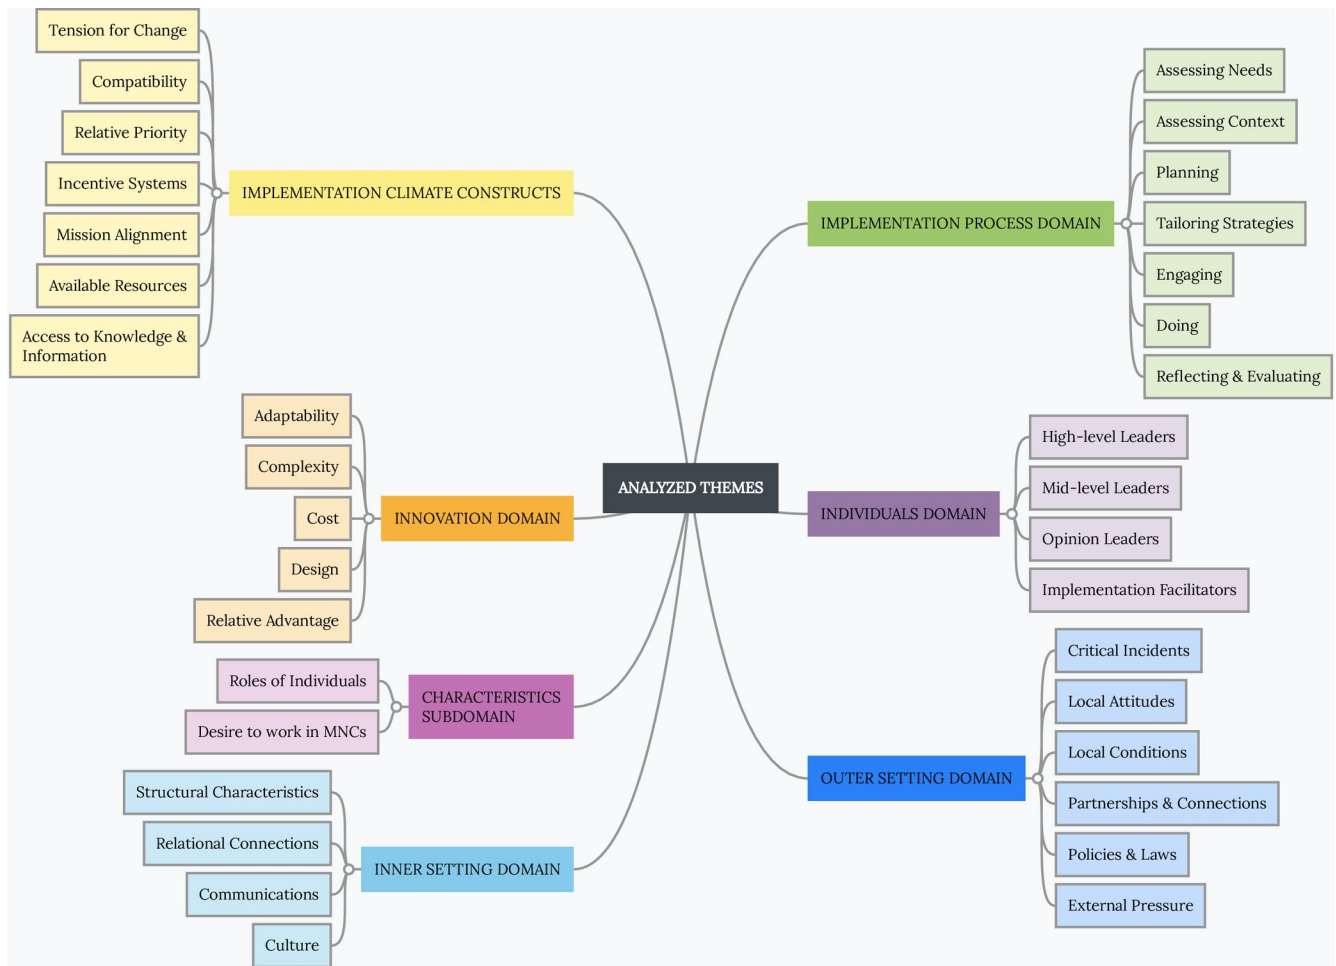 Tension for Change
Compatibility
Relative Priority
Incentive Systems
Mission Alignment
Available Resources
Access to Knowledge &
Information
IMPLEMENTATION CLIMATE CONSTRUCTS
Adaptability
Complexity
Cost
Design
Relative Advantage
INNOVATION DOMAIN
Roles of Individuals
Desire to work in MNCs
CHARACTERISTICS
SUBDOMAIN
Structural Characteristics
Relational Connections
Communications
Culture
INNER SETTING DOMAIN
ANALYZED THEMES
IMPLEMENTATION PROCESS DOMAIN
Assessing Needs
Assessing Context
Planning
Tailoring Strategies
Engaging
Doing
Reflecting & Evaluating
INDIVIDUALS DOMAIN
High-level Leaders
Mid-level Leaders
Opinion Leaders
Implementation Facilitators
OUTER SETTING DOMAIN
Critical Incidents
Local Attitudes
Local Conditions
Partnerships & Connections
Policies & Laws
External Pressure